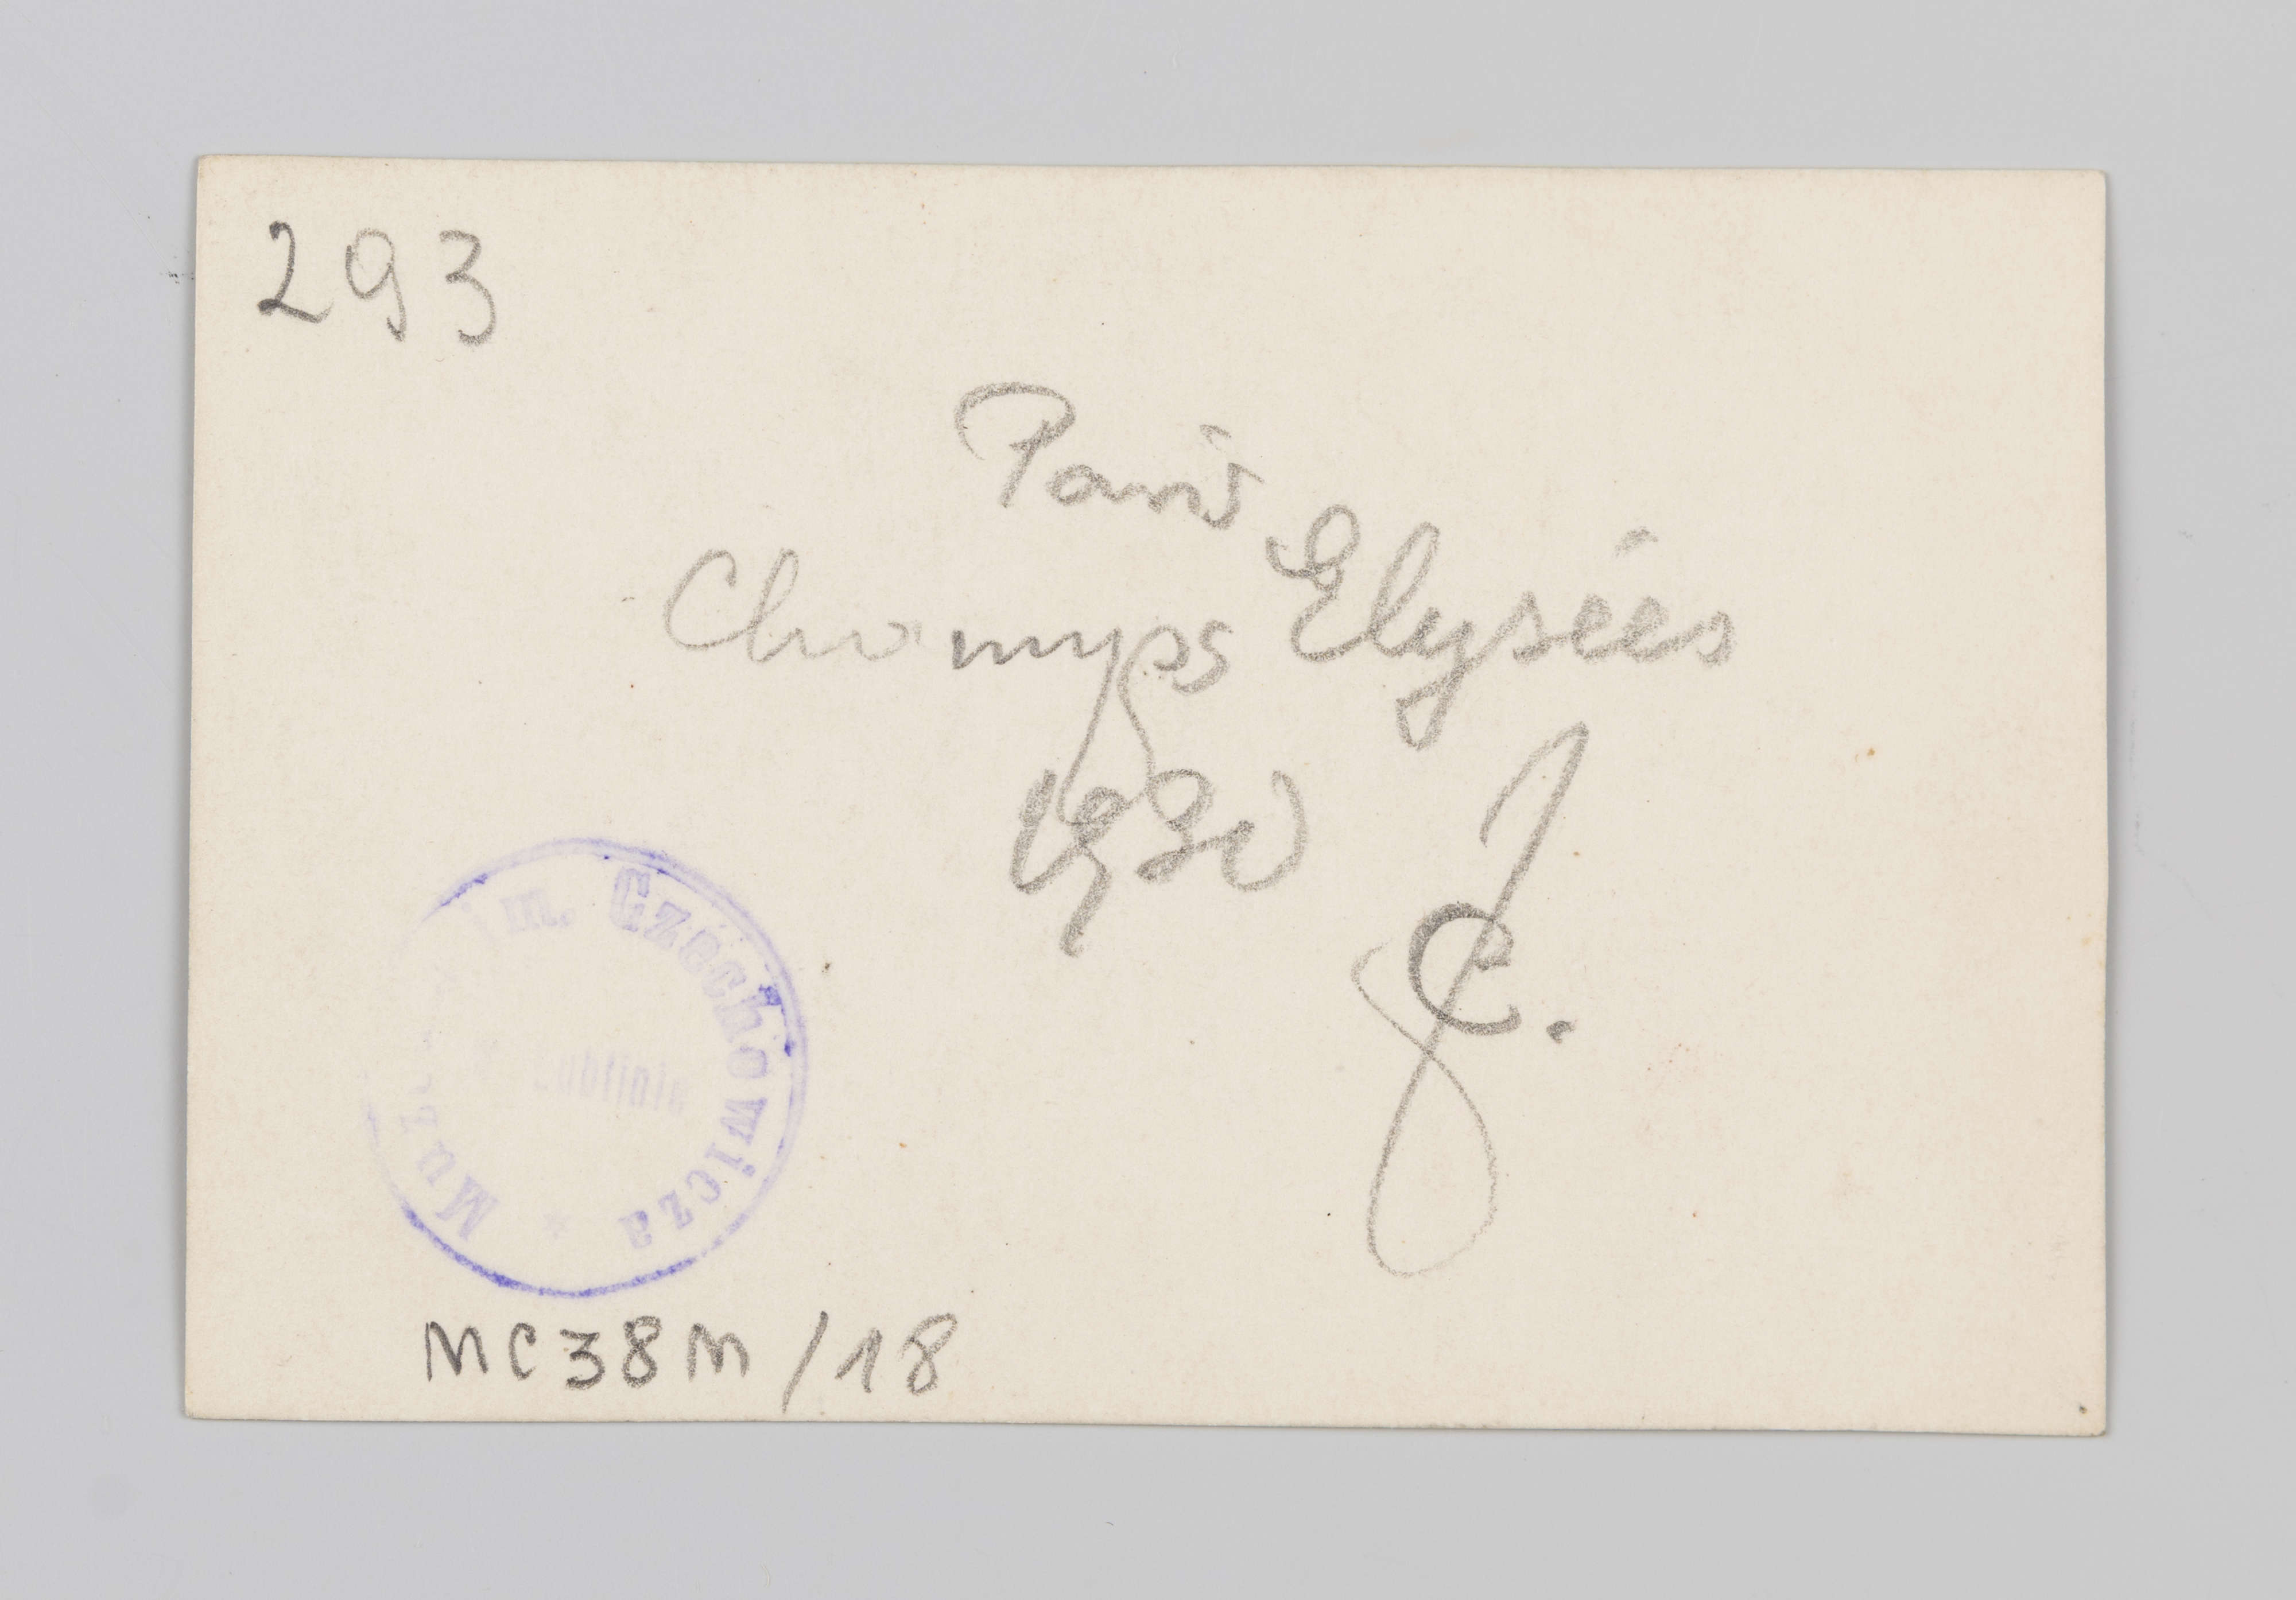 293
Paris
Champs Elysées
1930
J.C.
Muzeum im. Czechowicza *
Lublinie
MC38M/18